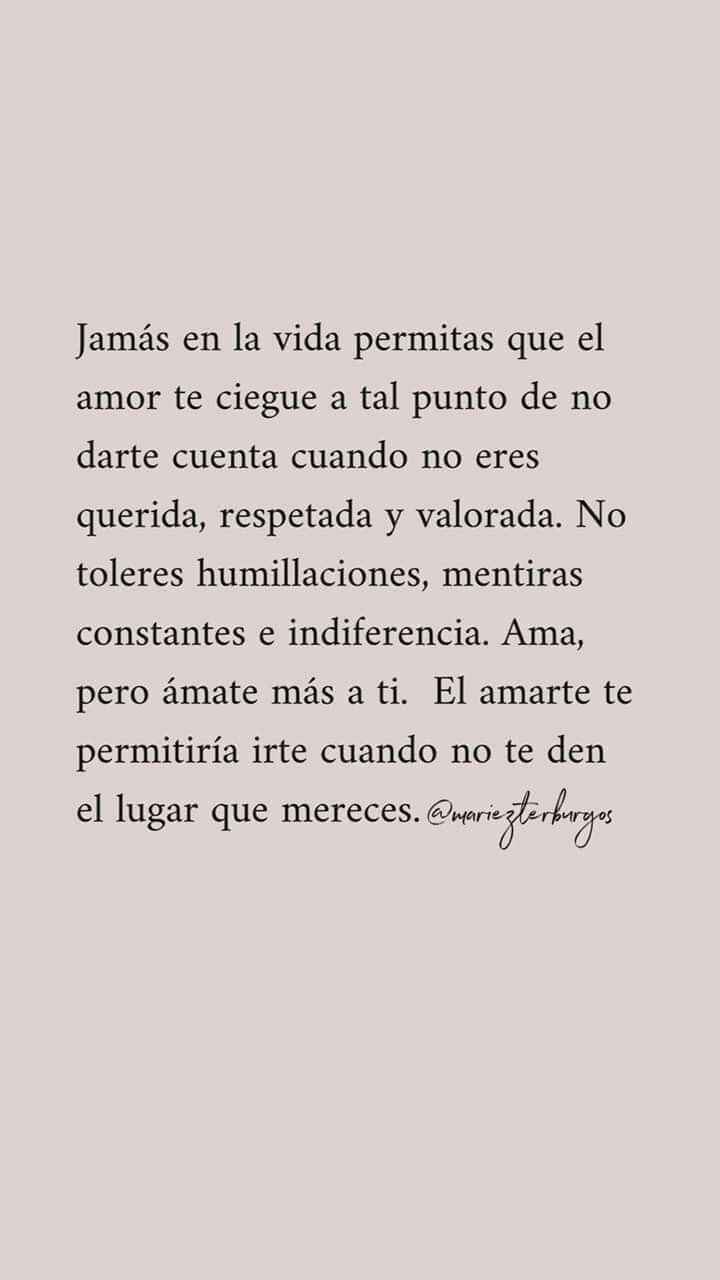 Jamás en la vida permitas que el
amor te ciegue a tal punto de no
darte cuenta cuando no eres
querida, respetada y valorada. No
toleres humillaciones, mentiras
constantes e indiferencia. Ama,
pero ámate más a ti.  El amarte te
permitiría irte cuando no te den
el lugar que mereces. @mariezterburgos